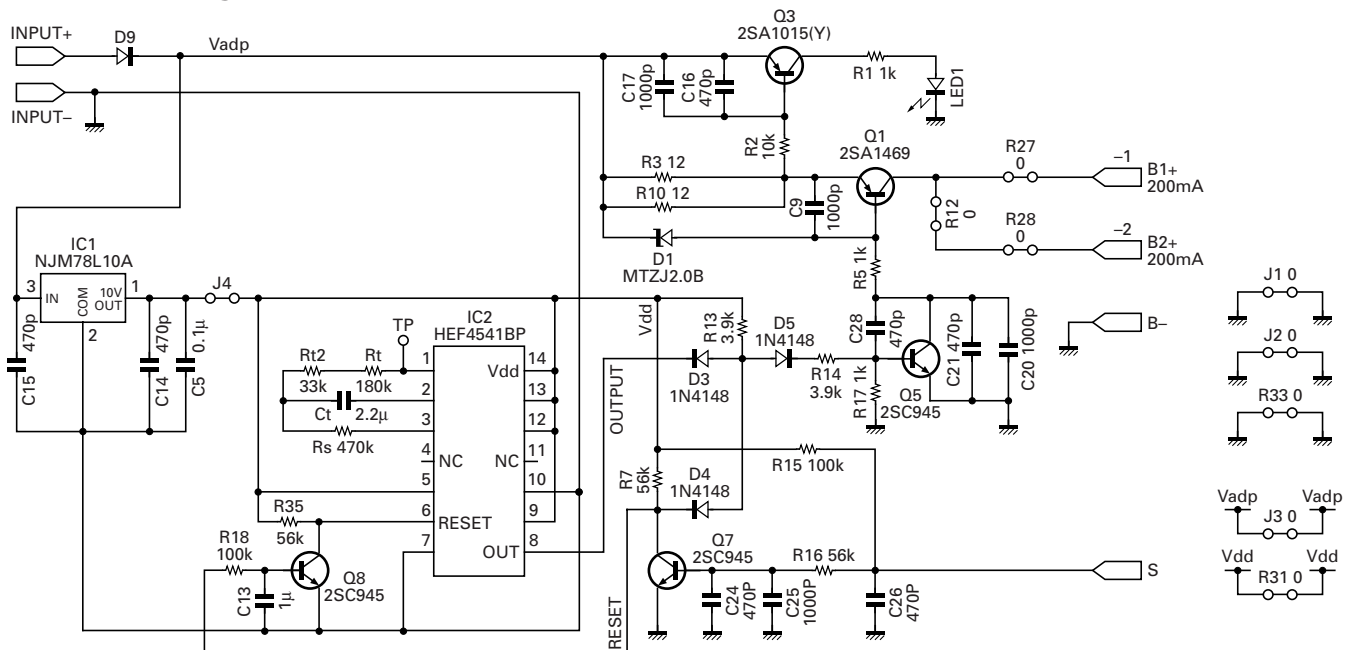 INPUT+
D9
Vadp
INPUT–
Q3
2SA1015(Y)
R1 1k
LED1
C17
1000p
C16
470p
R2
10k
Q1
2SA1469
R3 12
R10 12
C9
1000p
D1
MTZJ2.0B
R27
0
–1
B1+
200mA
R12
0
R28
0
–2
B2+
200mA
R5 1k
IC1
NJM78L10A
3
IN
COM
10V
OUT
1
2
J4
470p
C15
470p
C14
0.1μ
C5
TP
IC2
HEF4541BP
Rt2
33k
Rt
180k
Ct
2.2μ
Rs 470k
1
2
3
4
NC
5
6
RESET
7
Vdd
14
13
12
NC
11
10
9
OUT
8
R35
56k
R18
100k
C13
1μ
Q8
2SC945
Vdd
R13
3.9k
D5
1N4148
D3
1N4148
R14
3.9k
C28
470p
R17 1k
Q5
2SC945
C21 470p
C20 1000p
OUTPUT
R15 100k
R7
56k
D4
1N4148
Q7
2SC945
R16 56k
C24
470P
C25
1000P
C26
470P
RESET
B–
S
J1 0
J2 0
R33 0
Vadp
Vadp
J3 0
Vdd
Vdd
R31 0